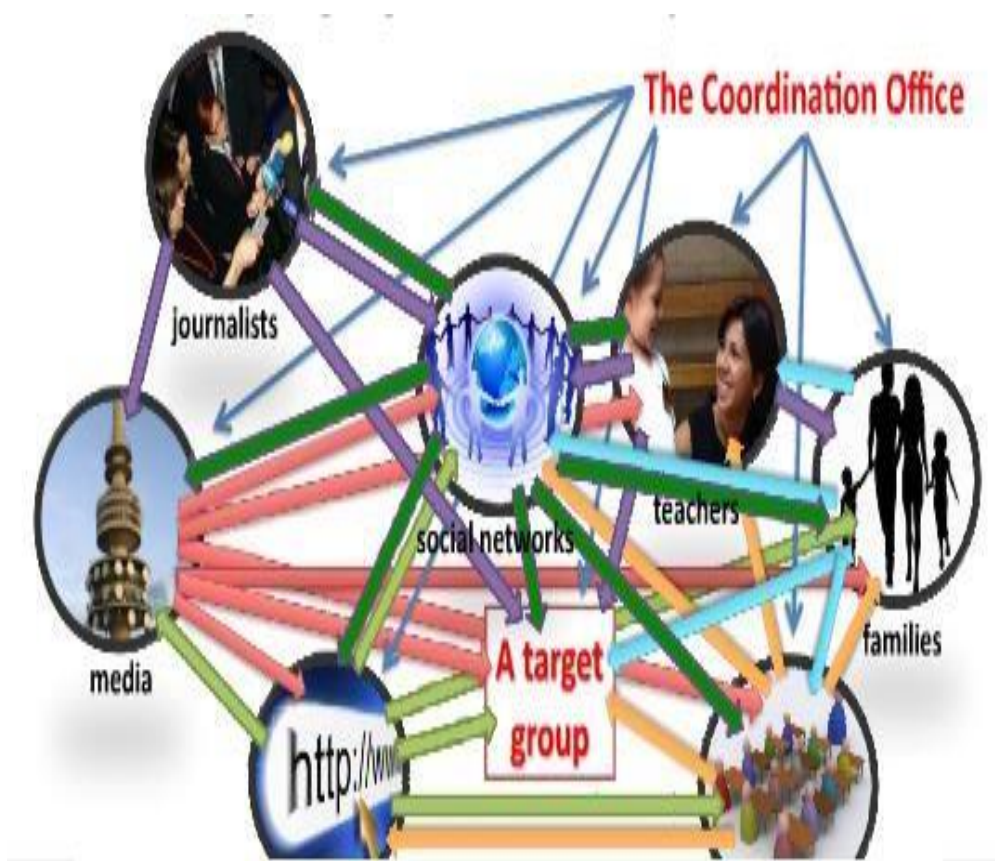 The Coordination Office
journalists
social networks
teachers
families
media
A target
group
http://ww